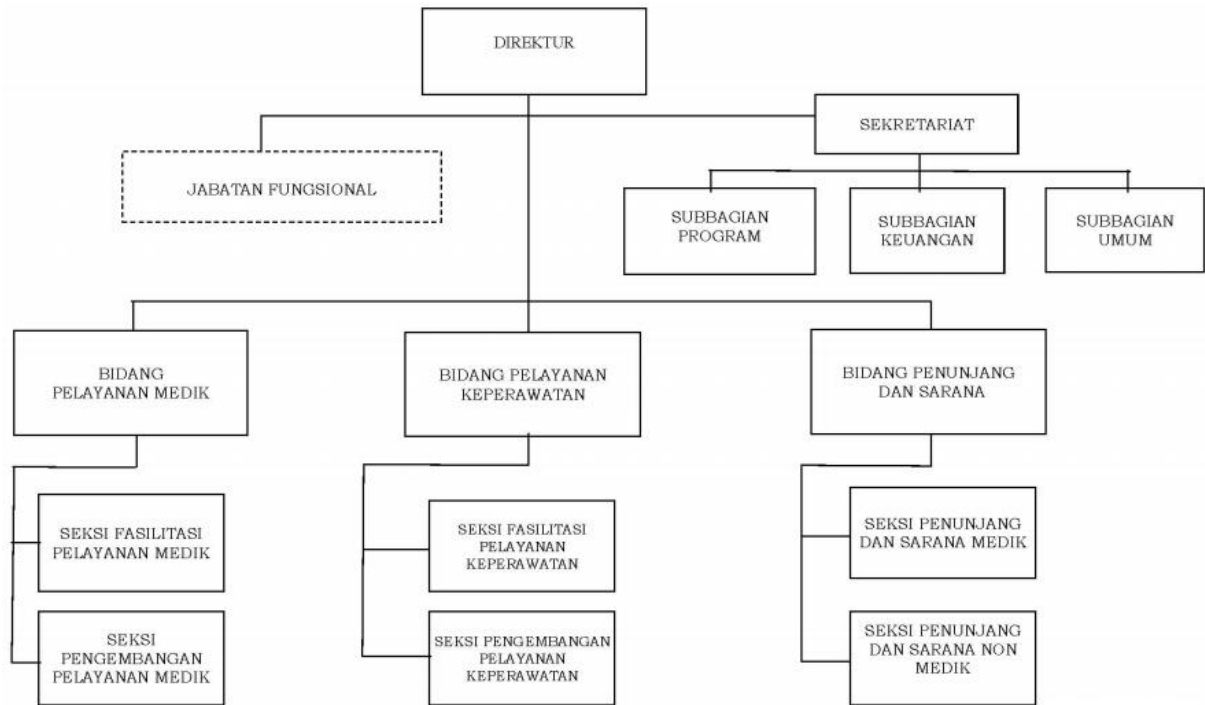 DIREKTUR
SEKRETARIAT
JABATAN FUNGSIONAL
SUBBAGIAN
PROGRAM
SUBBAGIAN
KEUANGAN
SUBBAGIAN
UMUM
BIDANG
PELAYANAN MEDIK
BIDANG PELAYANAN
KEPERAWATAN
BIDANG PENUNJANG
DAN SARANA
SEKSI FASILITASI
PELAYANAN MEDIK
SEKSI FASILITASI
PELAYANAN
KEPERAWATAN
SEKSI PENUNJANG
DAN SARANA MEDIK
SEKSI
PENGEMBANGAN
PELAYANAN MEDIK
SEKSI PENGEMBANGAN
PELAYANAN
KEPERAWATAN
SEKSI PENUNJANG
DAN SARANA NON
MEDIK